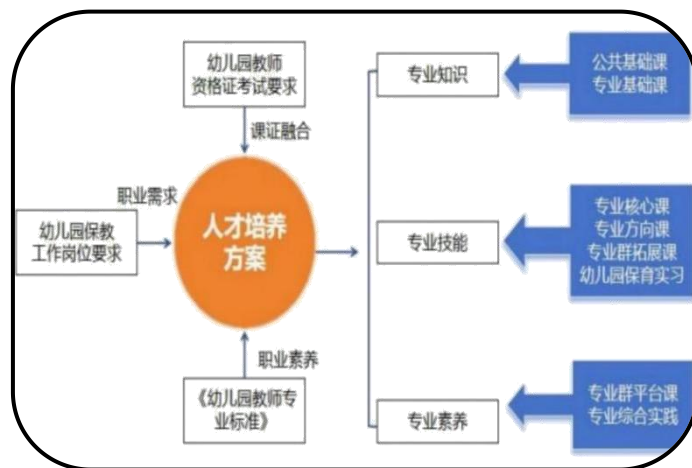 幼儿园教师
资格证考试要求
课证融合
职业需求
幼儿园保教
工作岗位要求
人才培养
方案
职业素养
《幼儿园教师专
业标准》
专业知识
公共基础课
专业基础课
专业技能
专业核心课
专业方向课
专业群拓展课
幼儿园保育实习
专业素养
专业群平台课
专业综合实践